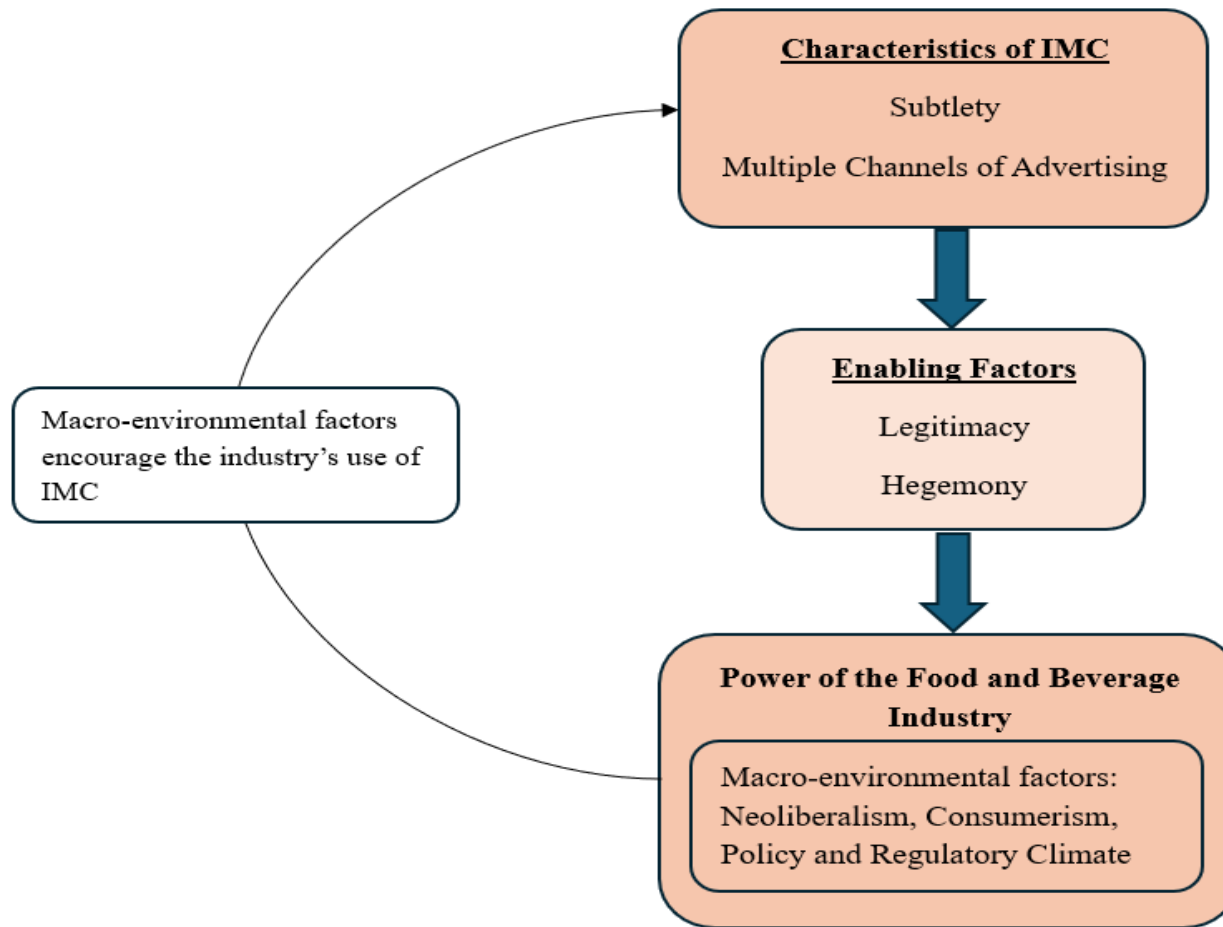 Characteristics of IMC
Subtlety
Multiple Channels of Advertising
Enabling Factors
Legitimacy
Hegemony
Macro-environmental factors
encourage the industry’s use of
IMC
Power of the Food and Beverage
Industry
Macro-environmental factors:
Neoliberalism, Consumerism,
Policy and Regulatory Climate